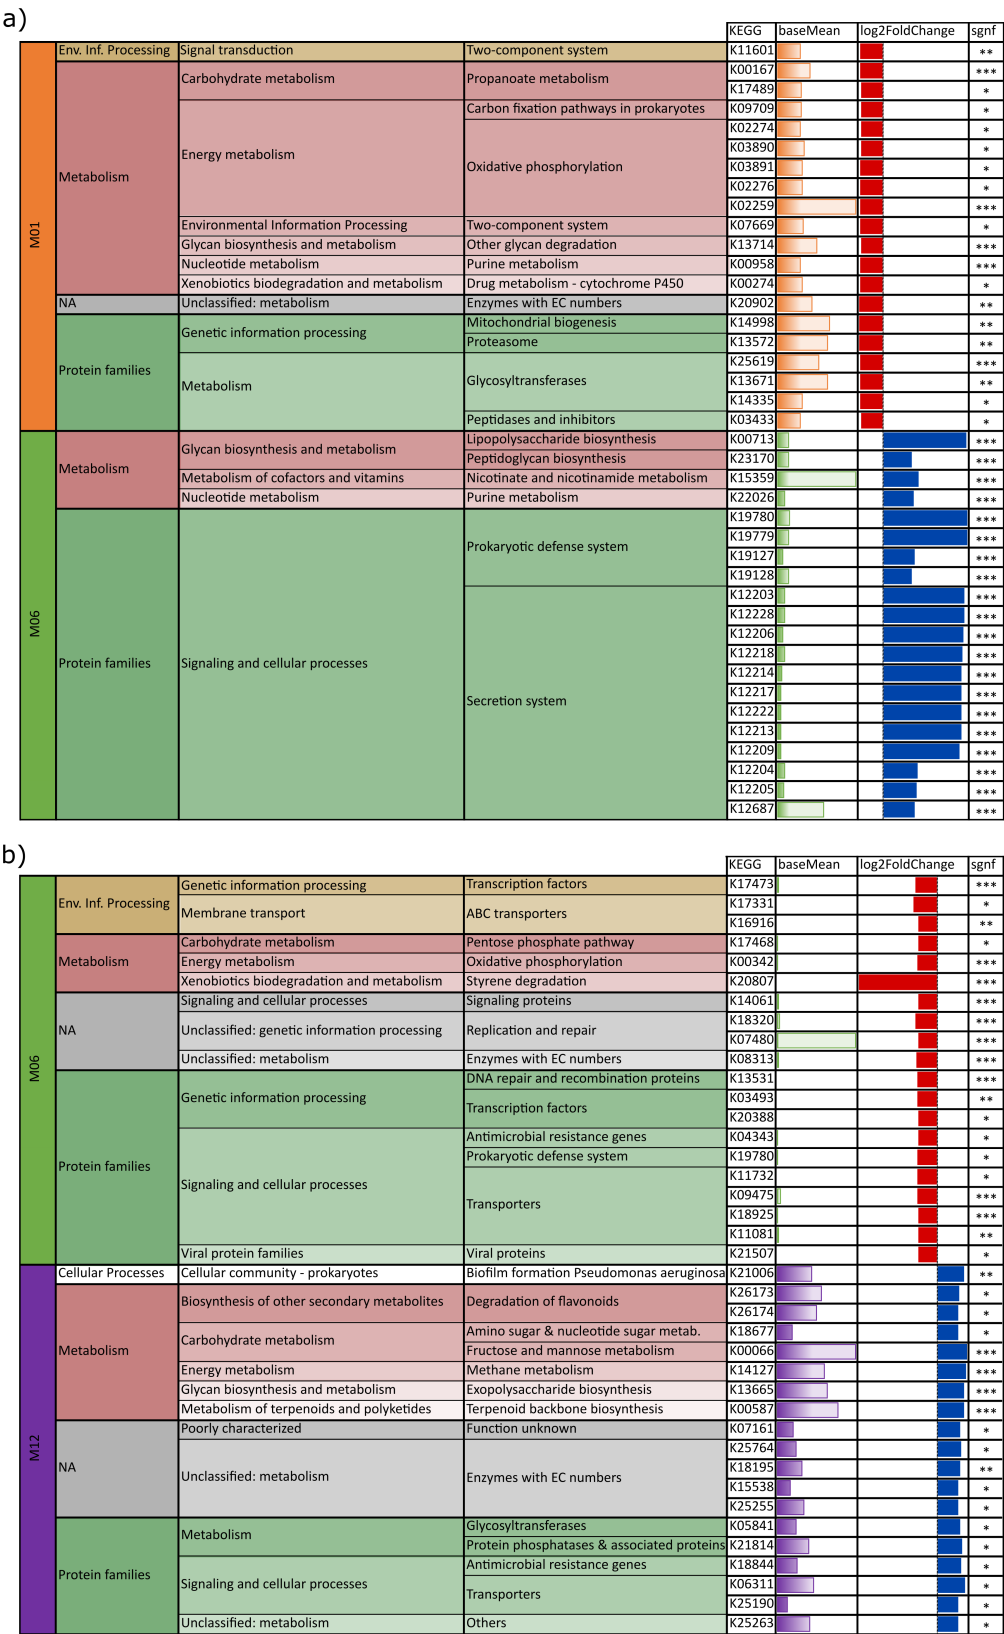 a)
KEGG baseMean log2FoldChange sgnf
M01
Env. Inf. Processing Signal transduction Two-component system K11601 **
Metabolism Carbohydrate metabolism Propanoate metabolism K00167 ***
K17489 *
Energy metabolism Carbon fixation pathways in prokaryotes K09709 *
Oxidative phosphorylation K02274 *
K03890 *
K03891 *
K02276 *
K02259 ***
Environmental Information Processing Two-component system K07669 *
Glycan biosynthesis and metabolism Other glycan degradation K13714 ***
Nucleotide metabolism Purine metabolism K00958 ***
Xenobiotics biodegradation and metabolism Drug metabolism - cytochrome P450 K00274 *
NA Unclassified: metabolism Enzymes with EC numbers K20902 **
Protein families Genetic information processing Mitochondrial biogenesis K14998 **
Proteasome K13572 **
Metabolism Glycosyltransferases K25619 ***
K13671 **
K14335 *
Peptidases and inhibitors K03433 *
M06
Metabolism Glycan biosynthesis and metabolism Lipopolysaccharide biosynthesis K00713 ***
Peptidoglycan biosynthesis K23170 ***
Metabolism of cofactors and vitamins Nicotinate and nicotinamide metabolism K15359 ***
Nucleotide metabolism Purine metabolism K22026 ***
Protein families Signaling and cellular processes Prokaryotic defense system K19780 ***
K19779 ***
K19127 ***
K19128 ***
Secretion system K12203 ***
K12228 ***
K12206 ***
K12218 ***
K12214 ***
K12217 ***
K12222 ***
K12213 ***
K12209 ***
K12204 ***
K12205 ***
K12687 ***
b)
KEGG baseMean log2FoldChange sgnf
M06
Env. Inf. Processing Genetic information processing Transcription factors K17473 ***
Membrane transport ABC transporters K17331 *
K16916 **
Metabolism Carbohydrate metabolism Pentose phosphate pathway K17468 *
Energy metabolism Oxidative phosphorylation K00342 ***
Xenobiotics biodegradation and metabolism Styrene degradation K20807 ***
NA Signaling and cellular processes Signaling proteins K14061 ***
Unclassified: genetic information processing Replication and repair K18320 ***
K07480 ***
Unclassified: metabolism Enzymes with EC numbers K08313 ***
Protein families Genetic information processing DNA repair and recombination proteins K13531 ***
Transcription factors K03493 **
K20388 *
Signaling and cellular processes Antimicrobial resistance genes K04343 *
Prokaryotic defense system K19780 *
Transporters K11732 *
K09475 ***
K18925 ***
K11081 **
Viral protein families Viral proteins K21507 *
M12
Cellular Processes Cellular community - prokaryotes Biofilm formation Pseudomonas aeruginosa K21006 **
Metabolism Biosynthesis of other secondary metabolites Degradation of flavonoids K26173 *
K26174 *
Carbohydrate metabolism Amino sugar & nucleotide sugar metab. K18677 *
Fructose and mannose metabolism K00066 ***
Energy metabolism Methane metabolism K14127 ***
Glycan biosynthesis and metabolism Exopolysaccharide biosynthesis K13665 ***
Metabolism of terpenoids and polyketides Terpenoid backbone biosynthesis K00587 ***
NA Poorly characterized Function unknown K07161 *
Unclassified: metabolism Enzymes with EC numbers K25764 *
K18195 **
K15538 *
K25255 *
Protein families Metabolism Glycosyltransferases K05841 *
Protein phosphatases & associated proteins K21814 *
Signaling and cellular processes Antimicrobial resistance genes K18844 *
Transporters K06311 *
K25190 *
Unclassified: metabolism Others K25263 *